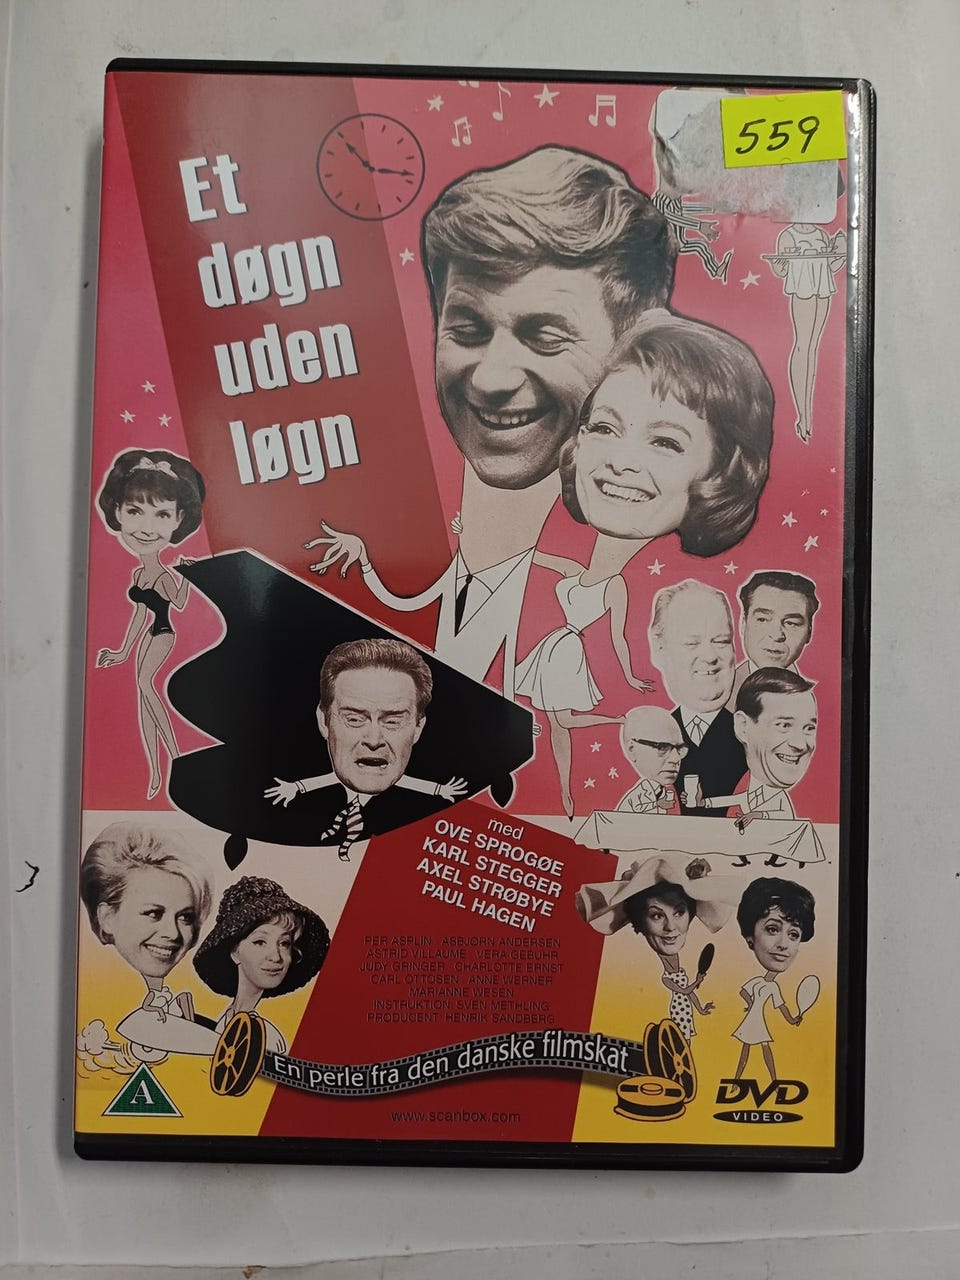 559
Et
døgn
uden
løgn
med
OVE SPROGØE
KARL STEGGER
AXEL STRØBYE
PAUL HAGEN
PER ASPLIN ASBJØRN ANDERSEN
ASTRID VILLAUME VERA GEBUHR
JUDY GRINGER CHARLOTTE ERNST
CARL OTTOSEN ANNE WERNER
MARIANNE WESEN
INSTRUKTION: SVEN METHLING
PRODUCENT: HENRIK SANDBERG
En perle fra den danske filmskat
A
www.scanbox.com
DVD
VIDEO